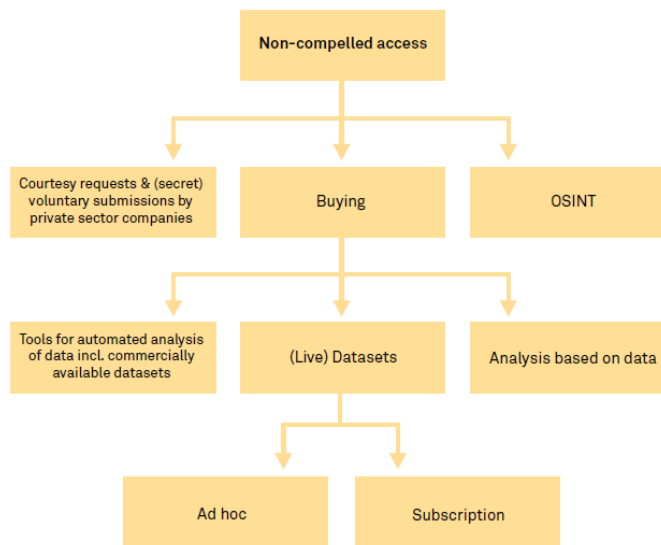 Non-compelled access
Courtesy requests & (secret)
voluntary submissions by
private sector companies
Buying
OSINT
Tools for automated analysis
of data incl. commercially
available datasets
(Live) Datasets
Analysis based on data
Ad hoc
Subscription